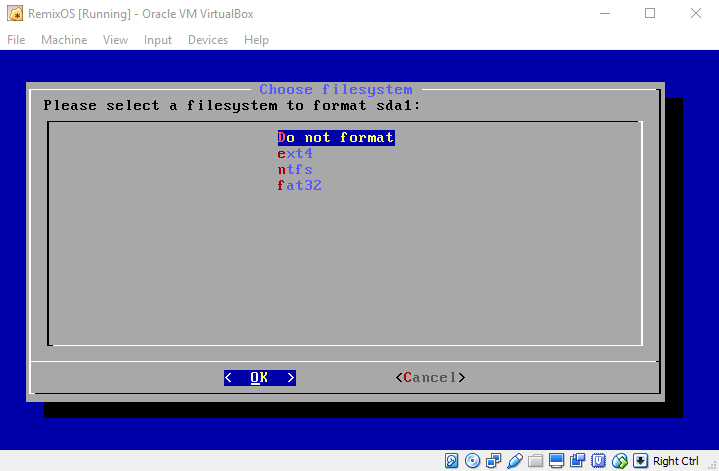 RemixOS [Running] - Oracle VM VirtualBox
File Machine View Input Devices Help
Choose filesystem
Please select a filesystem to format sda1:
Do not format
ext4
ntfs
fat32
< OK > <Cancel>
Right Ctrl